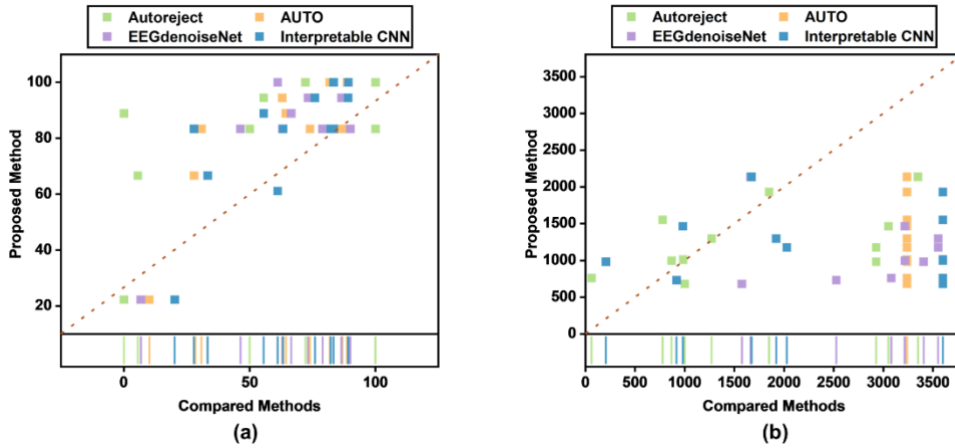 Autoreject AUTO
EEGdenoiseNet Interpretable CNN
Proposed Method
100
80
60
40
20
0 50 100
Compared Methods
(a)
Autoreject AUTO
EEGdenoiseNet Interpretable CNN
Proposed Method
3500
3000
2500
2000
1500
1000
500
0
0 500 1000 1500 2000 2500 3000 3500
Compared Methods
(b)